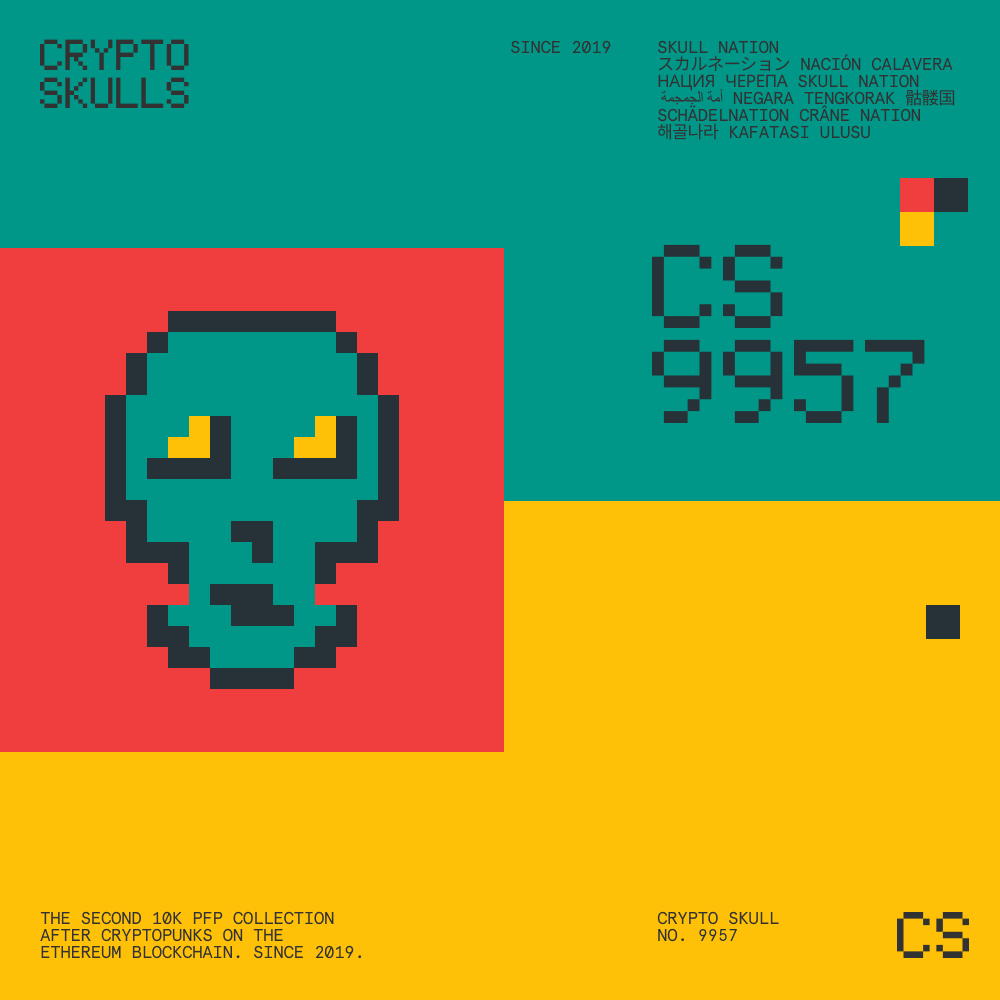 CRYPTO
SKULLS
SINCE 2019
SKULL NATION
スカルネーション NACIÓN CALAVERA
НАЦИЯ ЧЕРЕПА SKULL NATION
أمة الجمجمة NEGARA TENGKORAK 骷髅国
SCHÄDELNATION CRÂNE NATION
해골나라 KAFATASI ULUSU
CS
9957
THE SECOND 10K PFP COLLECTION
AFTER CRYPTOPUNKS ON THE
ETHEREUM BLOCKCHAIN. SINCE 2019.
CRYPTO SKULL
NO. 9957
CS